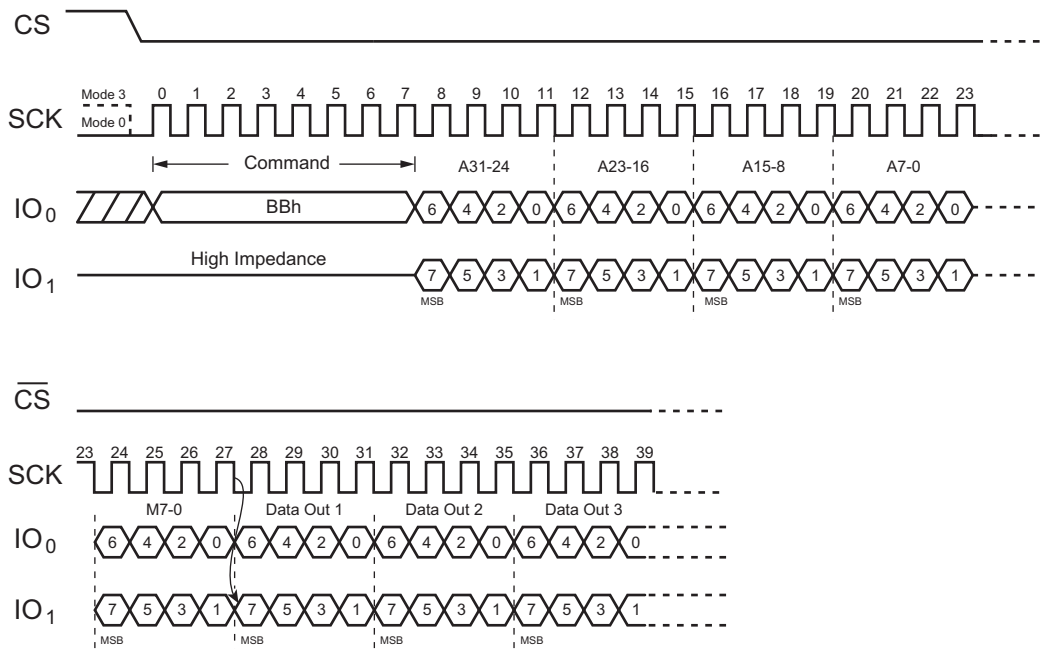 CS
Mode 3
Mode 0
SCK
0 1 2 3 4 5 6 7 8 9 10 11 12 13 14 15 16 17 18 19 20 21 22 23
Command A31-24 A23-16 A15-8 A7-0
IO0 BBh 6 4 2 0 6 4 2 0 6 4 2 0 6 4 2 0
High Impedance
IO1 7 5 3 1 7 5 3 1 7 5 3 1 7 5 3 1
MSB MSB MSB MSB
CS
23 24 25 26 27 28 29 30 31 32 33 34 35 36 37 38 39
SCK
M7-0 Data Out 1 Data Out 2 Data Out 3
IO0 6 4 2 0 6 4 2 0 6 4 2 0 6 4 2 0
IO1 7 5 3 1 7 5 3 1 7 5 3 1 7 5 3 1
MSB MSB MSB MSB